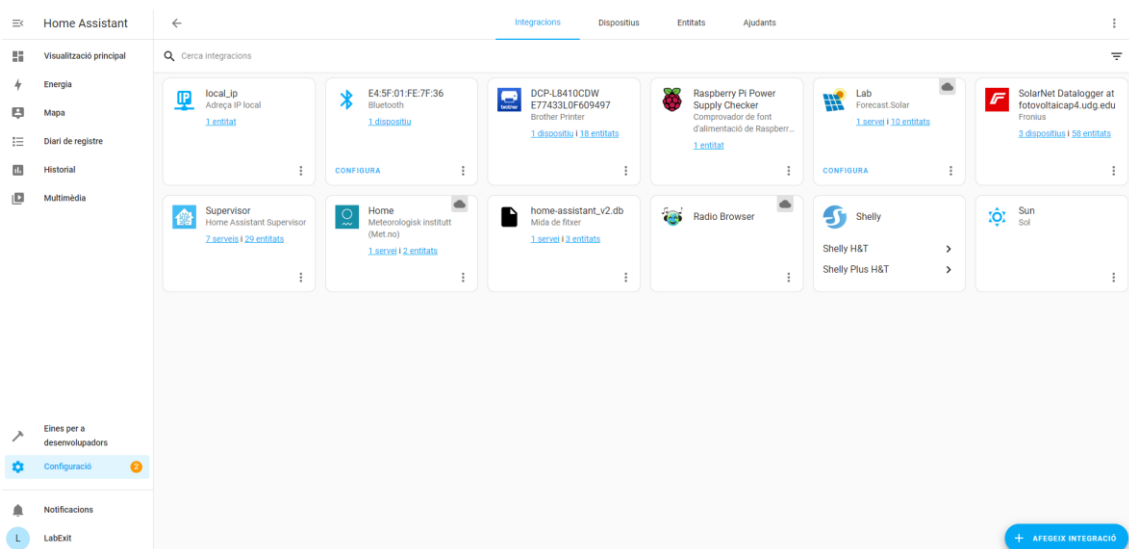 Home Assistant
Visualització principal
Energia
Mapa
Diari de registre
Historial
Multimèdia
Eines per a
desenvolupadors
Configuració 2
Notificacions
L LabExit
Integracions Dispositius Entitats Ajudants
Cerca integracions
IP
local_ip
Adreça IP local
1 entitat
E4:5F:01:FE:7F:36
Bluetooth
1 dispositiu
CONFIGURA
brother
DCP-L8410CDW
E77433L0F609497
Brother Printer
1 dispositiu i 18 entitats
Raspberry Pi Power
Supply Checker
Comprovador de font
d'alimentació de Raspberr...
1 entitat
Lab
Forecast.Solar
1 servei i 10 entitats
CONFIGURA
SolarNet Datalogger at
fotovoltaicap4.udg.edu
Fronius
3 dispositius i 58 entitats
Supervisor
Home Assistant Supervisor
7 serveis i 29 entitats
Home
Meteorologisk institutt
(Met.no)
1 servei i 2 entitats
home-assistant_v2.db
Mida de fitxer
1 servei i 3 entitats
Radio Browser
Shelly
Shelly H&T
Shelly Plus H&T
Sun
Sol
+ AFEGEIX INTEGRACIÓ